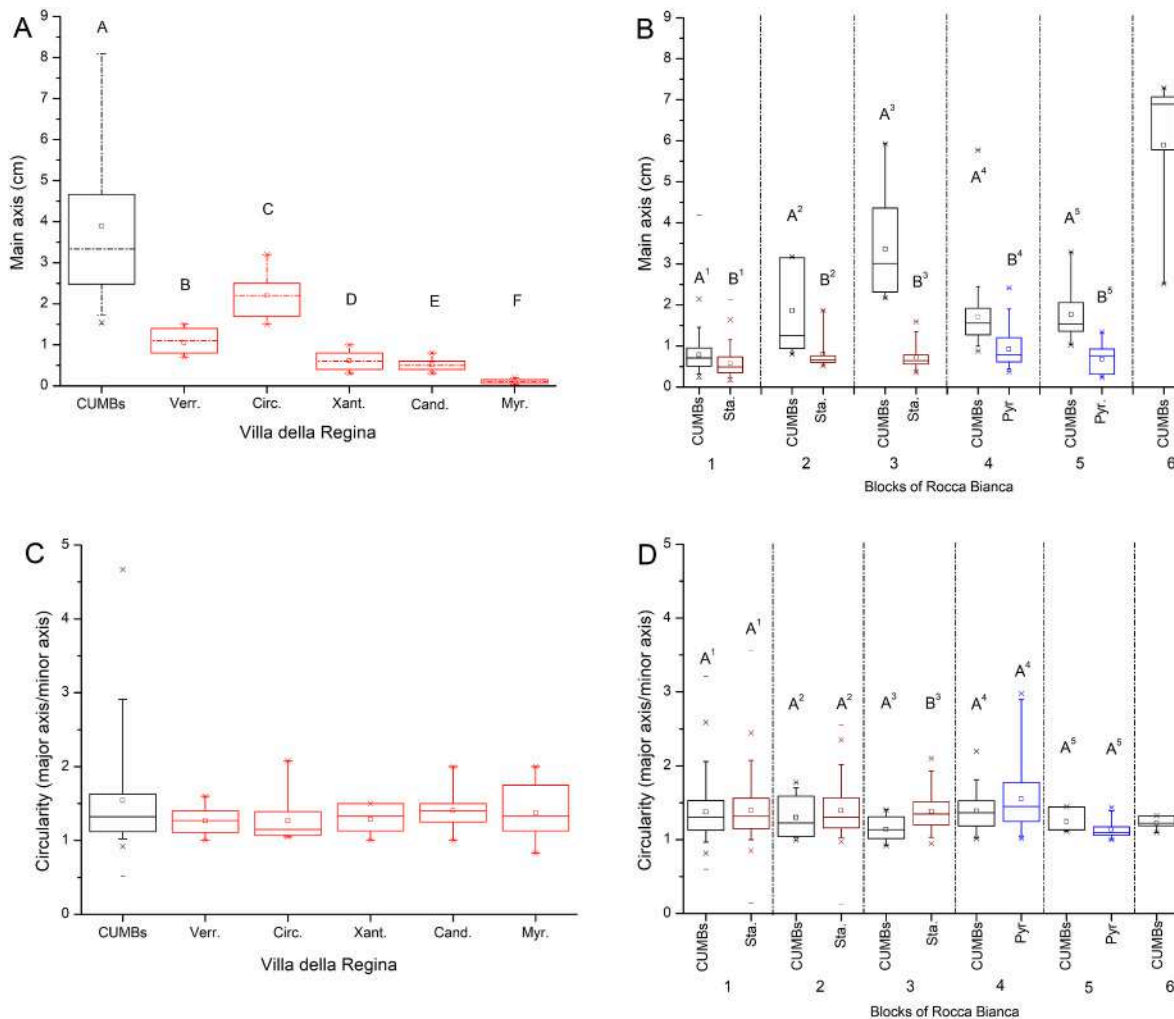 A
Main axis (cm)
9
8
7
6
5
4
3
2
1
0
A
B
C
D
E
F
CUMBs Verr. Circ. Xant. Cand. Myr.
Villa della Regina
B
Main axis (cm)
9
8
7
6
5
4
3
2
1
0
A¹ B¹ A² B² A³ B³ A⁴ B⁴ A⁵ B⁵
CUMBs Sta. CUMBs Sta. CUMBs Sta. CUMBs Pyr CUMBs Pyr. CUMBs
1 2 3 4 5 6
Blocks of Rocca Bianca
C
Circularity (major axis/minor axis)
5
4
3
2
1
0
CUMBs Verr. Circ. Xant. Cand. Myr.
Villa della Regina
D
Circularity (major axis/minor axis)
5
4
3
2
1
0
A¹ A¹ A² A² A³ B³ A⁴ A⁴ A⁵ A⁵
CUMBs Sta. CUMBs Sta. CUMBs Sta. CUMBs Pyr CUMBs Pyr CUMBs
1 2 3 4 5 6
Blocks of Rocca Bianca